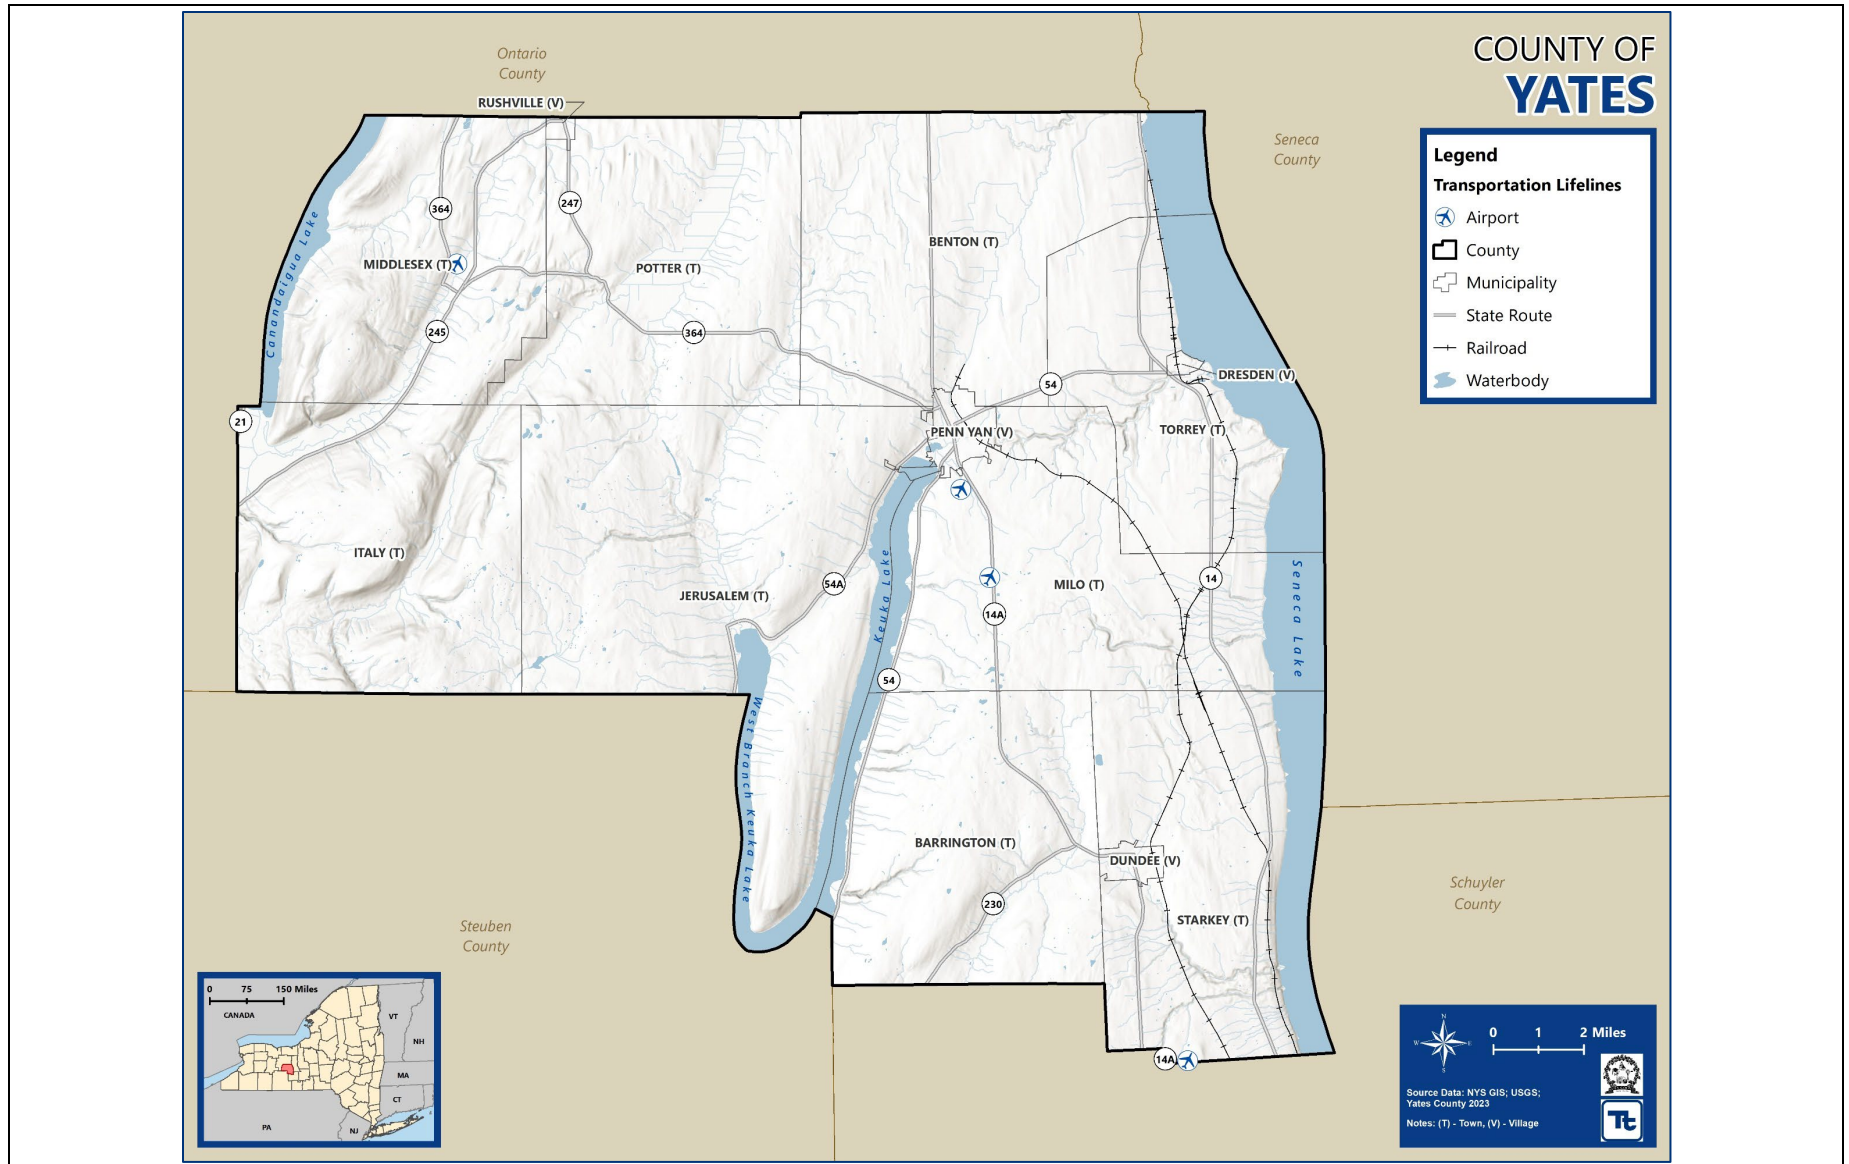 Ontario
County
COUNTY OF
YATES
RUSHVILLE (V)
Seneca
County
Legend
Transportation Lifelines
Airport
County
Municipality
State Route
Railroad
Waterbody
364
247
Canandaigua Lake
MIDDLESEX (T)
POTTER (T)
BENTON (T)
245
364
54
DRESDEN (V)
21
PENN YAN (V)
TORREY (T)
ITALY (T)
JERUSALEM (T)
54A
Keuka Lake
MILO (T)
14
14A
Seneca Lake
54
West Branch Keuka Lake
BARRINGTON (T)
DUNDEE (V)
230
STARKEY (T)
Schuyler
County
Steuben
County
14A
0 75 150 Miles
CANADA
VT
NH
MA
CT
PA
NJ
N
W E
S
0 1 2 Miles
Source Data: NYS GIS; USGS;
Yates County 2023
Notes: (T) - Town, (V) - Village
Tt